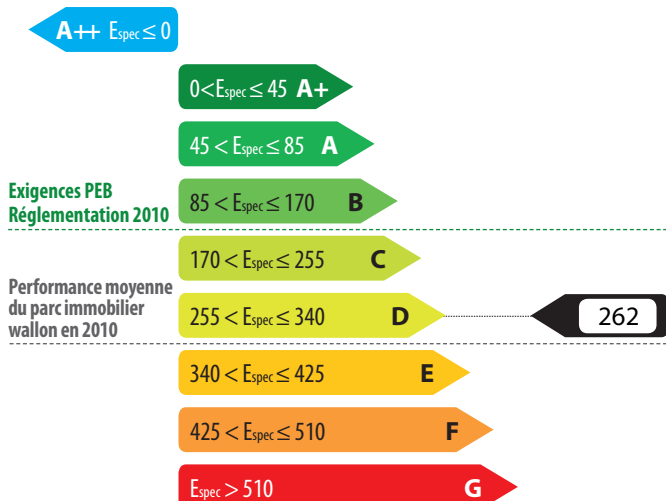 A++ Espec ≤ 0
0 < Espec ≤ 45 A+
45 < Espec ≤ 85 A
Exigences PEB
Réglementation 2010
85 < Espec ≤ 170 B
170 < Espec ≤ 255 C
Performance moyenne
du parc immobilier
wallon en 2010
255 < Espec ≤ 340 D
262
340 < Espec ≤ 425 E
425 < Espec ≤ 510 F
Espec > 510 G